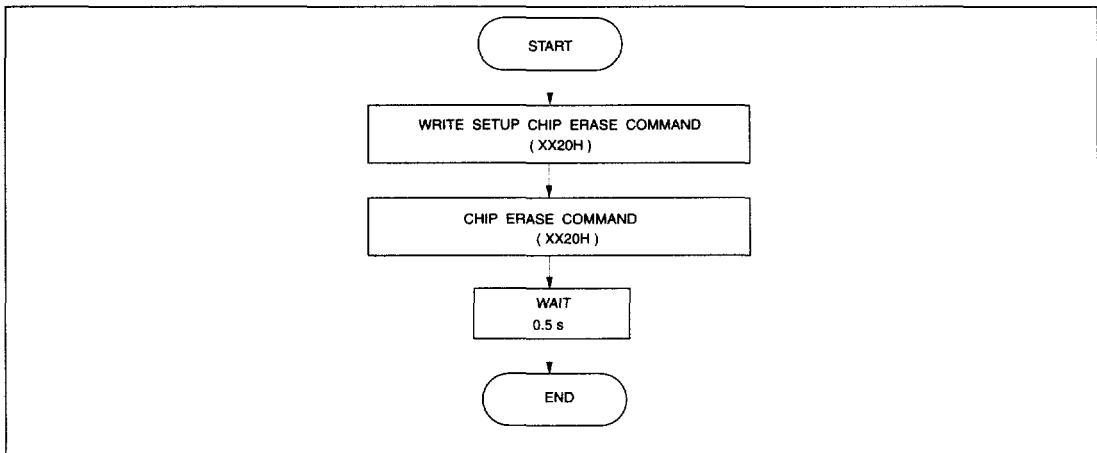 START
WRITE SETUP CHIP ERASE COMMAND
( XX20H )
CHIP ERASE COMMAND
( XX20H )
WAIT
0.5 s
END